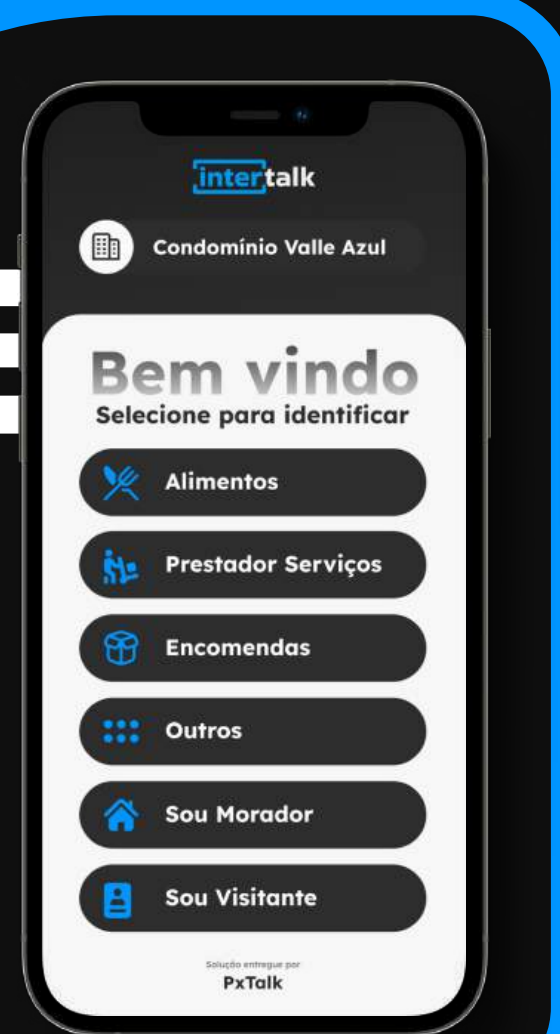 intertalk
Condomínio Valle Azul
Bem vindo
Selecione para identificar
Alimentos
Prestador Serviços
Encomendas
Outros
Sou Morador
Sou Visitante
Solução entregue por
PxTalk